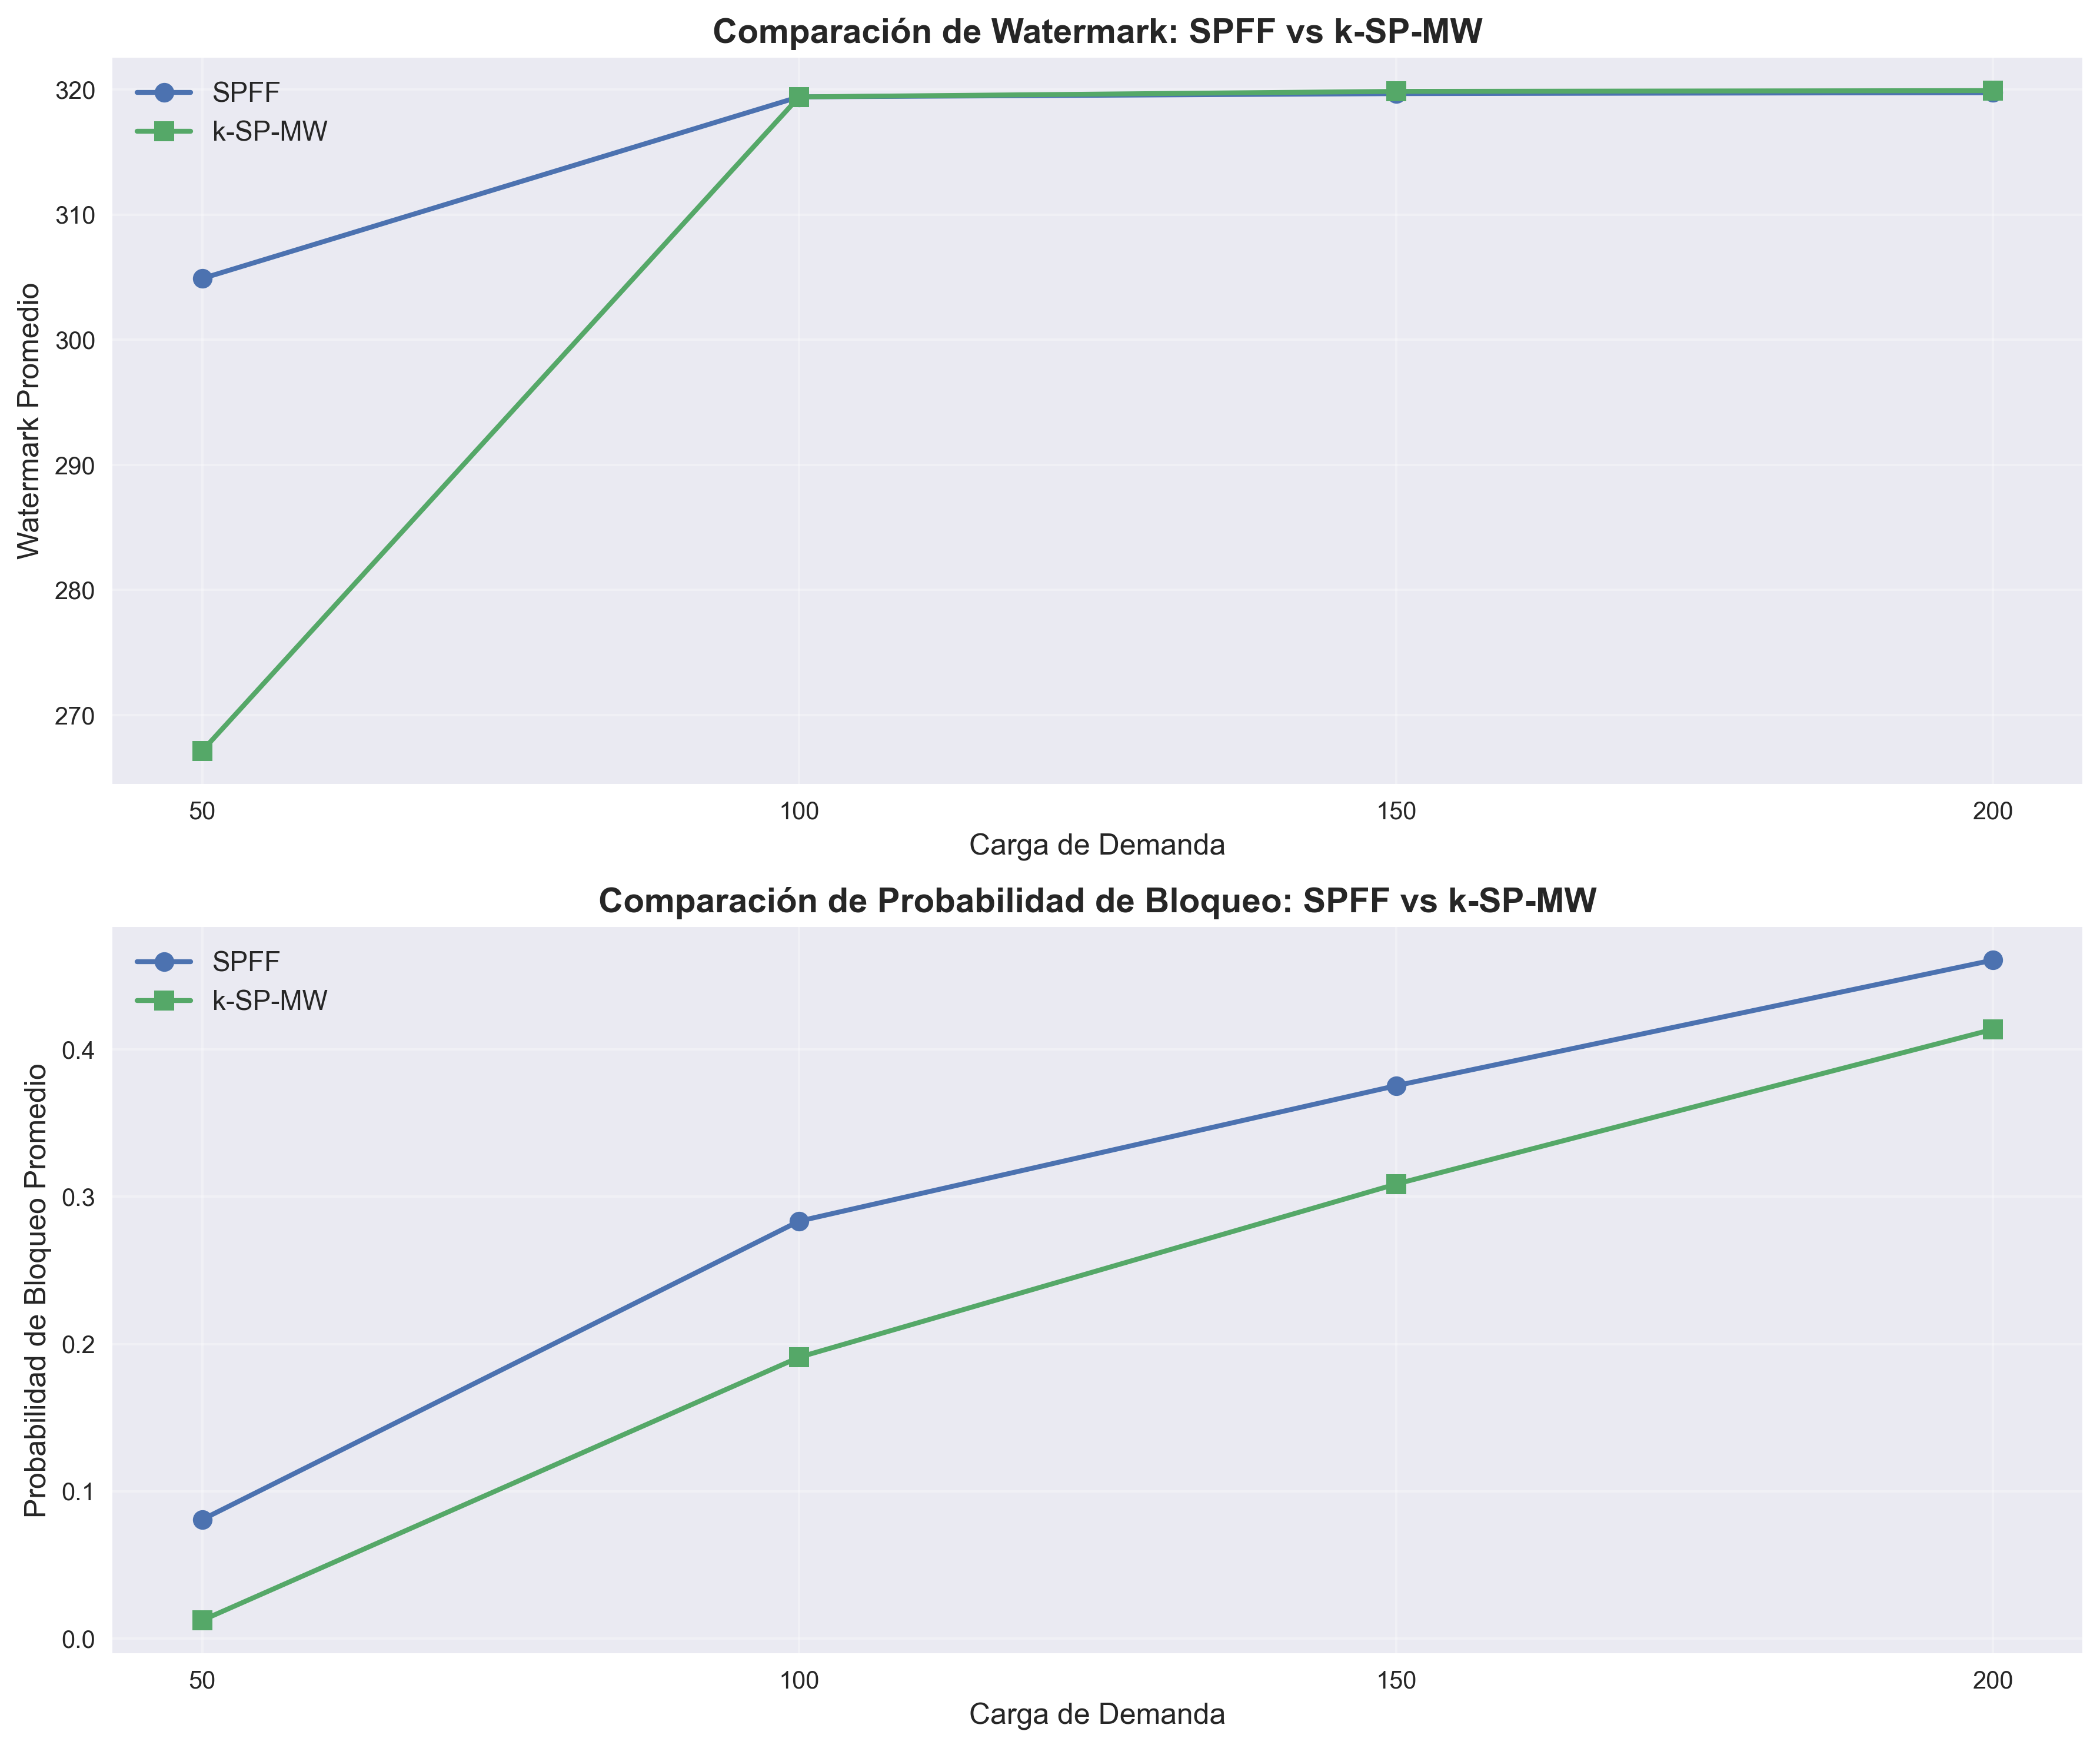 Comparación de Watermark: SPFF vs k-SP-MW
SPFF
k-SP-MW
320
310
300
290
280
270
Watermark Promedio
50
100
150
200
Carga de Demanda
Comparación de Probabilidad de Bloqueo: SPFF vs k-SP-MW
SPFF
k-SP-MW
0.4
0.3
0.2
0.1
0.0
Probabilidad de Bloqueo Promedio
50
100
150
200
Carga de Demanda